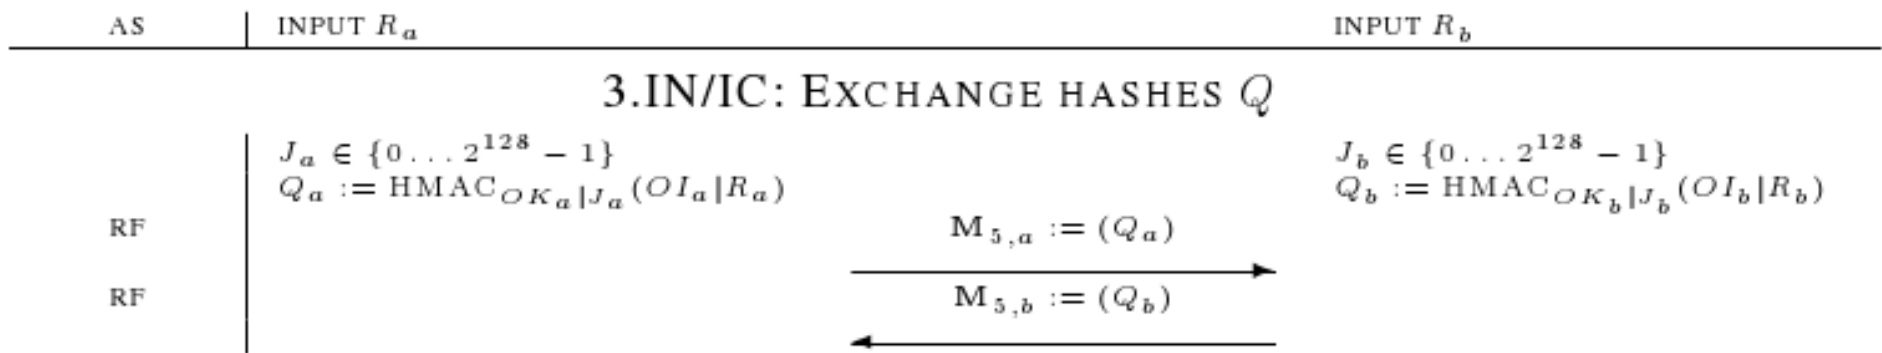 AS INPUT R_a INPUT R_b
3.IN/IC: EXCHANGE HASHES Q
J_a ∈ {0...2^128 − 1} J_b ∈ {0...2^128 − 1}
Q_a := HMAC_{OK_a|J_a}(OI_a|R_a) Q_b := HMAC_{OK_b|J_b}(OI_b|R_b)
RF M_{5,a} := (Q_a)
RF M_{5,b} := (Q_b)